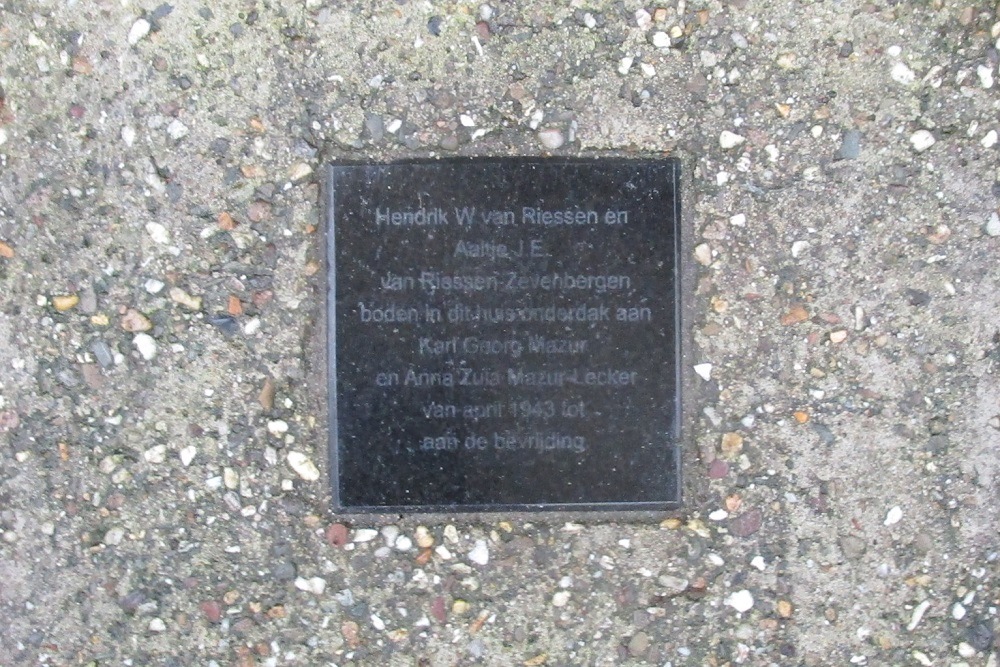 Hendrik W van Riessen en
Aaltje J.E.
van Riessen-Zevenbergen
boden in dit huis onderdak aan
Karl Georg Mazur
en Anna Zuta Mazur-Lecker
van april 1943 tot
aan de bevrijding